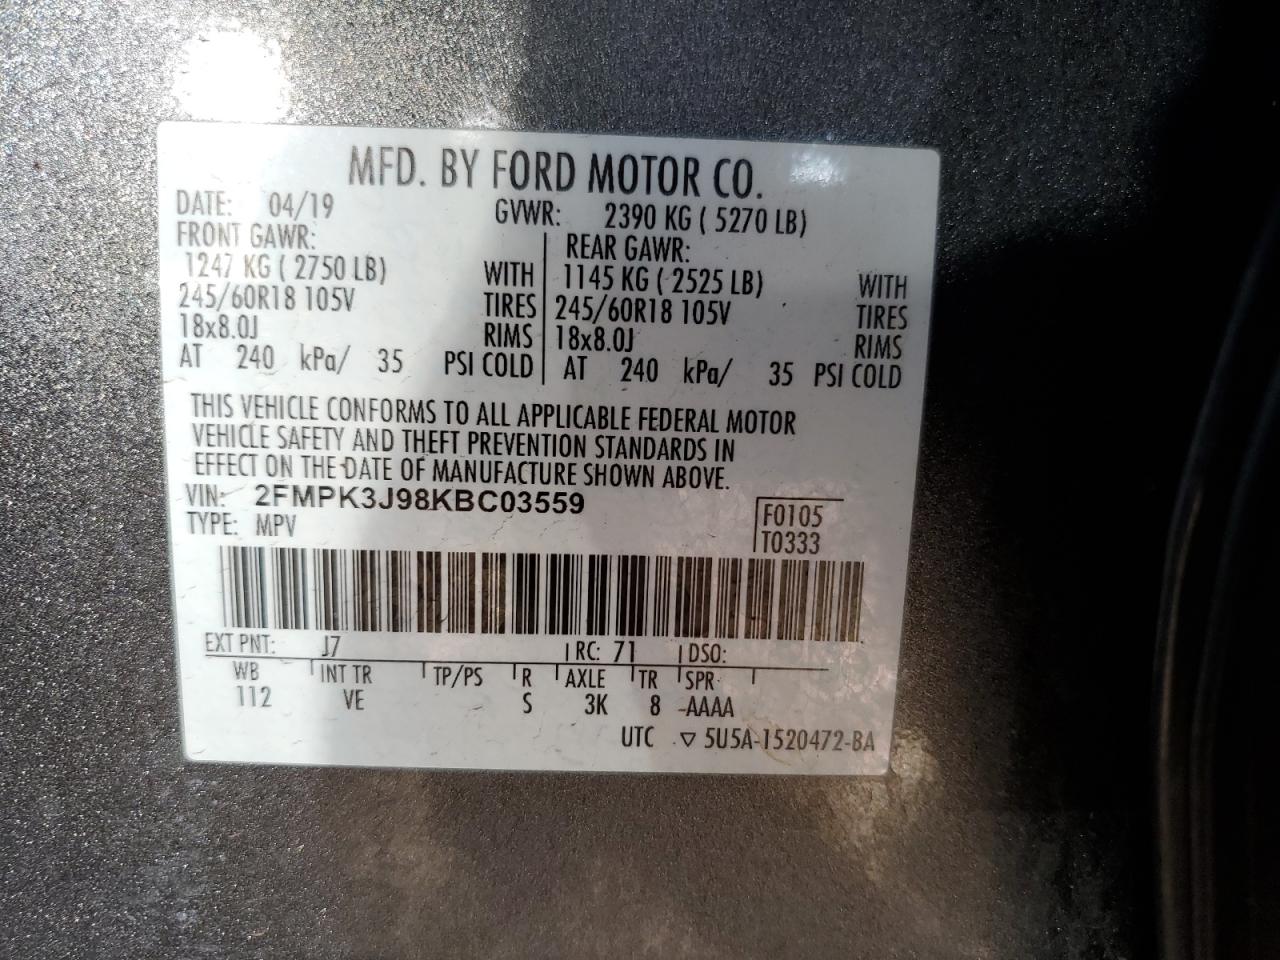 MFD. BY FORD MOTOR CO.
DATE: 04/19 GVWR: 2390 KG ( 5270 LB)
FRONT GAWR: REAR GAWR:
1247 KG ( 2750 LB) WITH 1145 KG ( 2525 LB) WITH
245/60R18 105V TIRES 245/60R18 105V TIRES
18x8.0J RIMS 18x8.0J RIMS
AT 240 kPa/ 35 PSI COLD AT 240 kPa/ 35 PSI COLD
THIS VEHICLE CONFORMS TO ALL APPLICABLE FEDERAL MOTOR
VEHICLE SAFETY AND THEFT PREVENTION STANDARDS IN
EFFECT ON THE DATE OF MANUFACTURE SHOWN ABOVE.
VIN: 2FMPK3J98KBC03559 F0105
TYPE: MPV T0333
EXT PNT: J7 RC: 71 DSO:
WB INT TR TP/PS R AXLE TR SPR
112 VE S 3K 8 AAAA
UTC ▽ 5U5A-1520472-BA